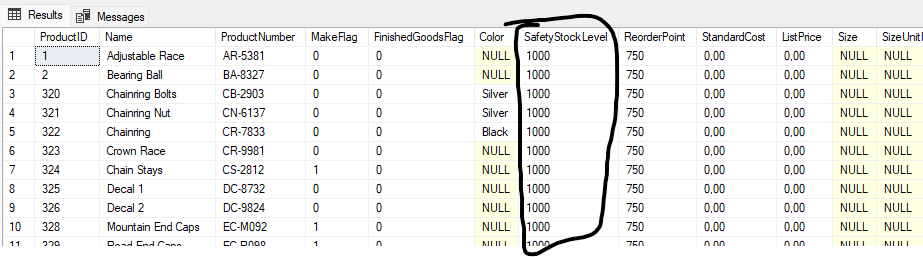 Results Messages
ProductID Name ProductNumber MakeFlag FinishedGoodsFlag Color SafetyStockLevel ReorderPoint StandardCost ListPrice Size
1 1 Adjustable Race AR-5381 0 0 NULL 1000 750 0,00 0,00 NULL NULL
2 2 Bearing Ball BA-8327 0 0 NULL 1000 750 0,00 0,00 NULL NULL
3 320 Chainring Bolts CB-2903 0 0 Silver 1000 750 0,00 0,00 NULL NULL
4 321 Chainring Nut CN-6137 0 0 Silver 1000 750 0,00 0,00 NULL NULL
5 322 Chainring CR-7833 0 0 Black 1000 750 0,00 0,00 NULL NULL
6 323 Crown Race CR-9981 0 0 NULL 1000 750 0,00 0,00 NULL NULL
7 324 Chain Stays CS-2812 1 0 NULL 1000 750 0,00 0,00 NULL NULL
8 325 Decal 1 DC-8732 0 0 NULL 1000 750 0,00 0,00 NULL NULL
9 326 Decal 2 DC-9824 0 0 NULL 1000 750 0,00 0,00 NULL NULL
10 328 Mountain End Caps EC-M092 1 0 NULL 1000 750 0,00 0,00 NULL NULL
11 329 Road End Caps EC-R098 1 0 NULL 1000 750 0,00 0,00 NULL NULL